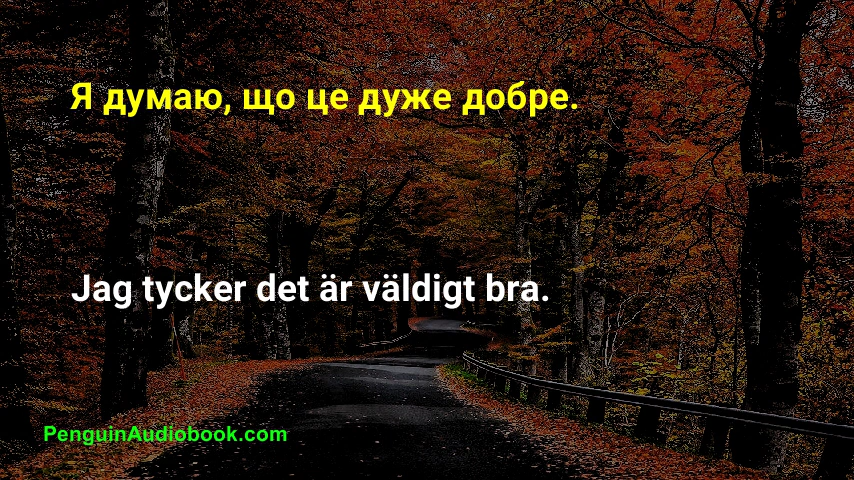 Я думаю, що це дуже добре.
Jag tycker det är väldigt bra.
PenguinAudiobook.com